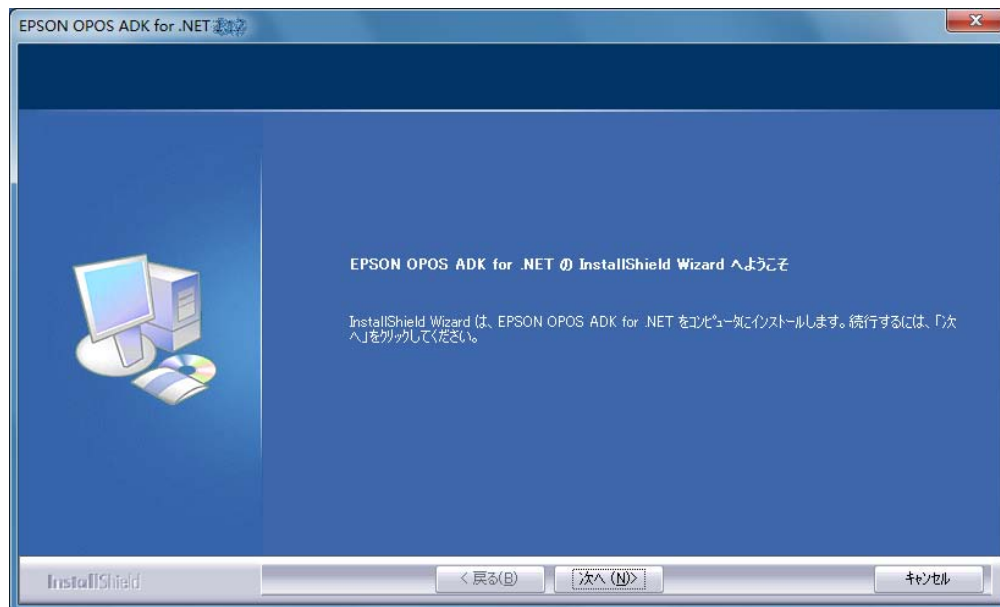 EPSON OPOS ADK for .NET
EPSON OPOS ADK for .NET の InstallShield Wizard へようこそ
InstallShield Wizard は、EPSON OPOS ADK for .NET をコンピュータにインストールします。続行するには、「次
へ」をクリックしてください。
InstallShield
< 戻る(B)
次へ (N)>
キャンセル